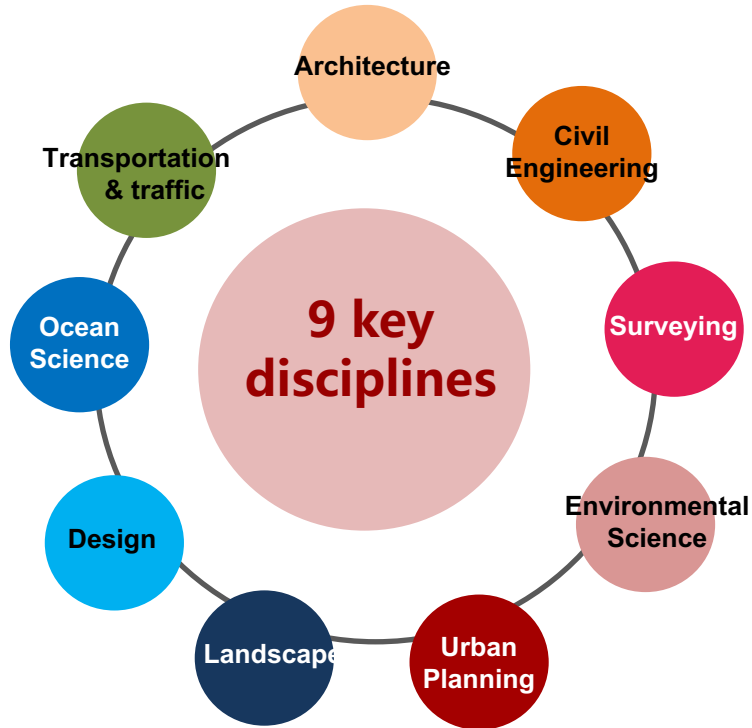 Architecture
Civil
Engineering
Surveying
Environmental
Science
Urban
Planning
Landscape
Design
Ocean
Science
Transportation
& traffic
9 key
disciplines